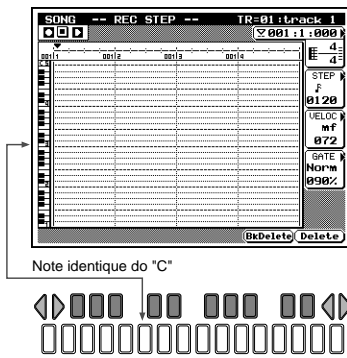 SONG -- REC STEP -- TR=01:track 1
001:1:000
001|1 001|2 001|3 001|4
4
4
STEP
0120
VELOC
mf
072
GATE
Norm
090%
BkDelete Delete
Note identique do "C"